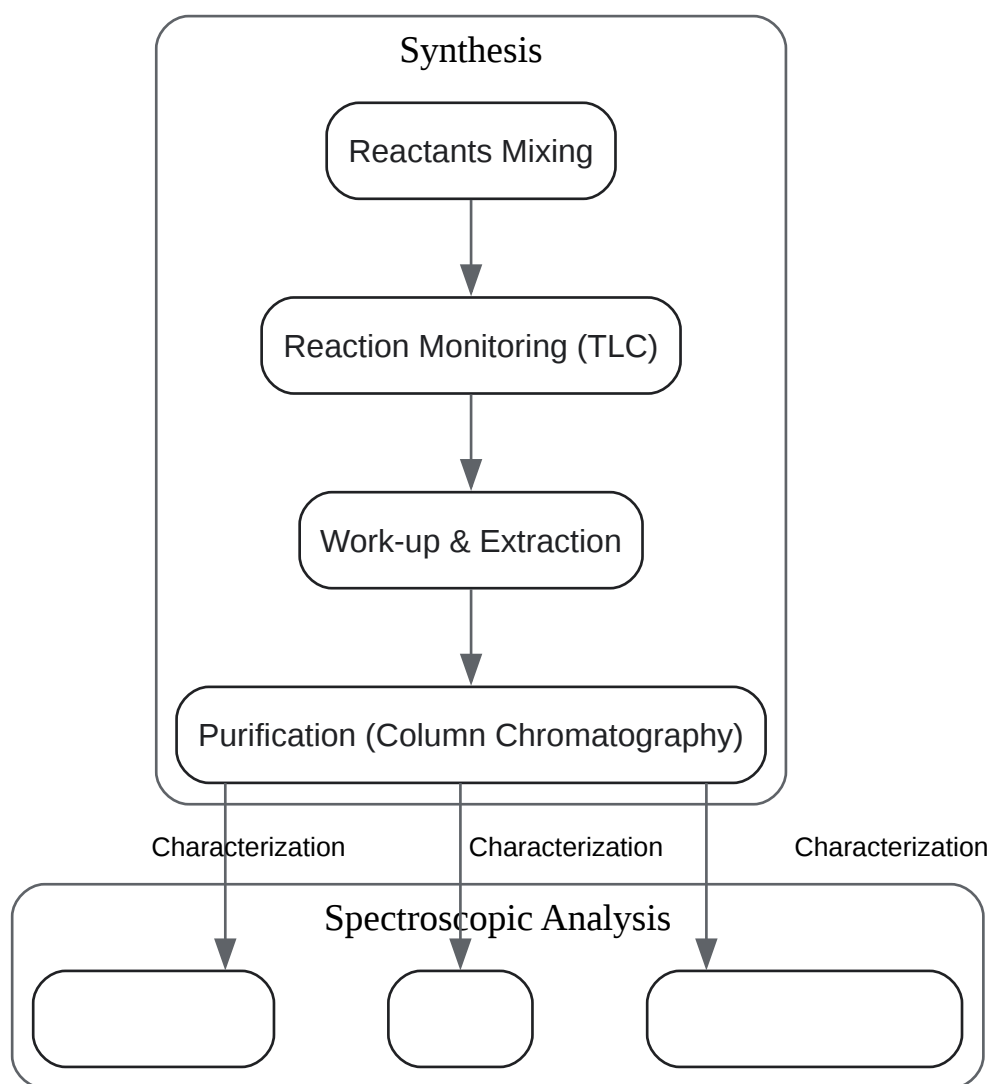 Synthesis
Reactants Mixing
Reaction Monitoring (TLC)
Work-up & Extraction
Purification (Column Chromatography)
Characterization
Characterization
Characterization
Spectroscopic Analysis